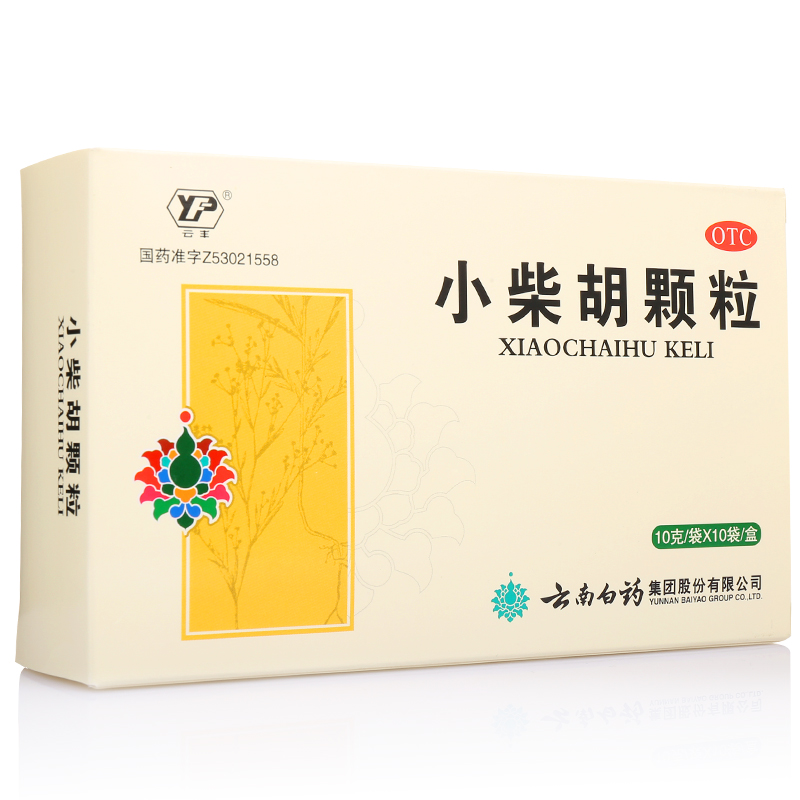 YP®
云丰
国药准字Z53021558
OTC
小柴胡颗粒
XIAOCHAIHU KELI
小柴胡颗粒
XIAOCHAIHU KELI
10克/袋X10袋/盒
云南白药集团股份有限公司
YUNNAN BAIYAO GROUP CO.,LTD.